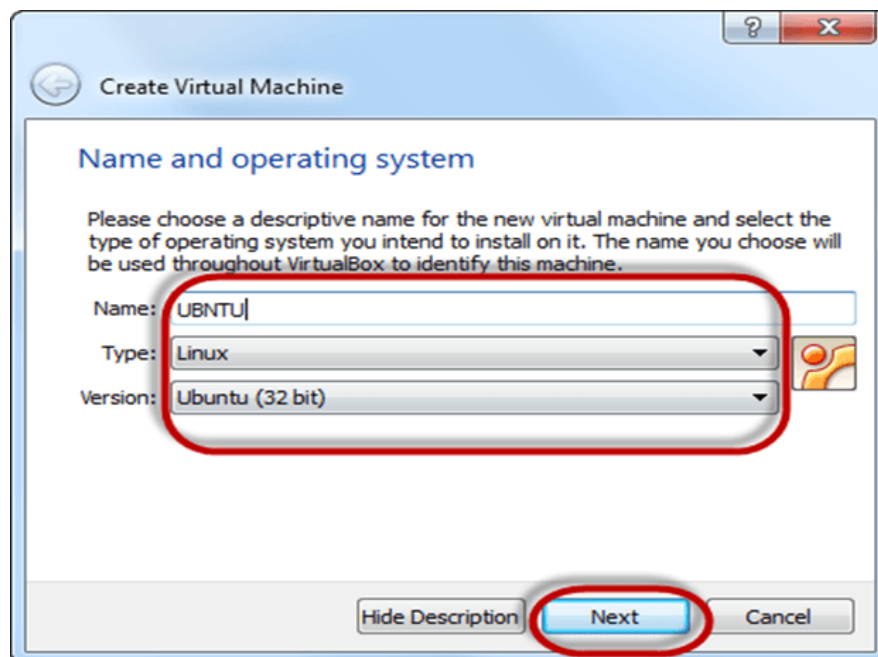 ?
X
Create Virtual Machine
Name and operating system
Please choose a descriptive name for the new virtual machine and select the
type of operating system you intend to install on it. The name you choose will
be used throughout VirtualBox to identify this machine.
Name: UBNTU
Type: Linux
Version: Ubuntu (32 bit)
Hide Description Next Cancel